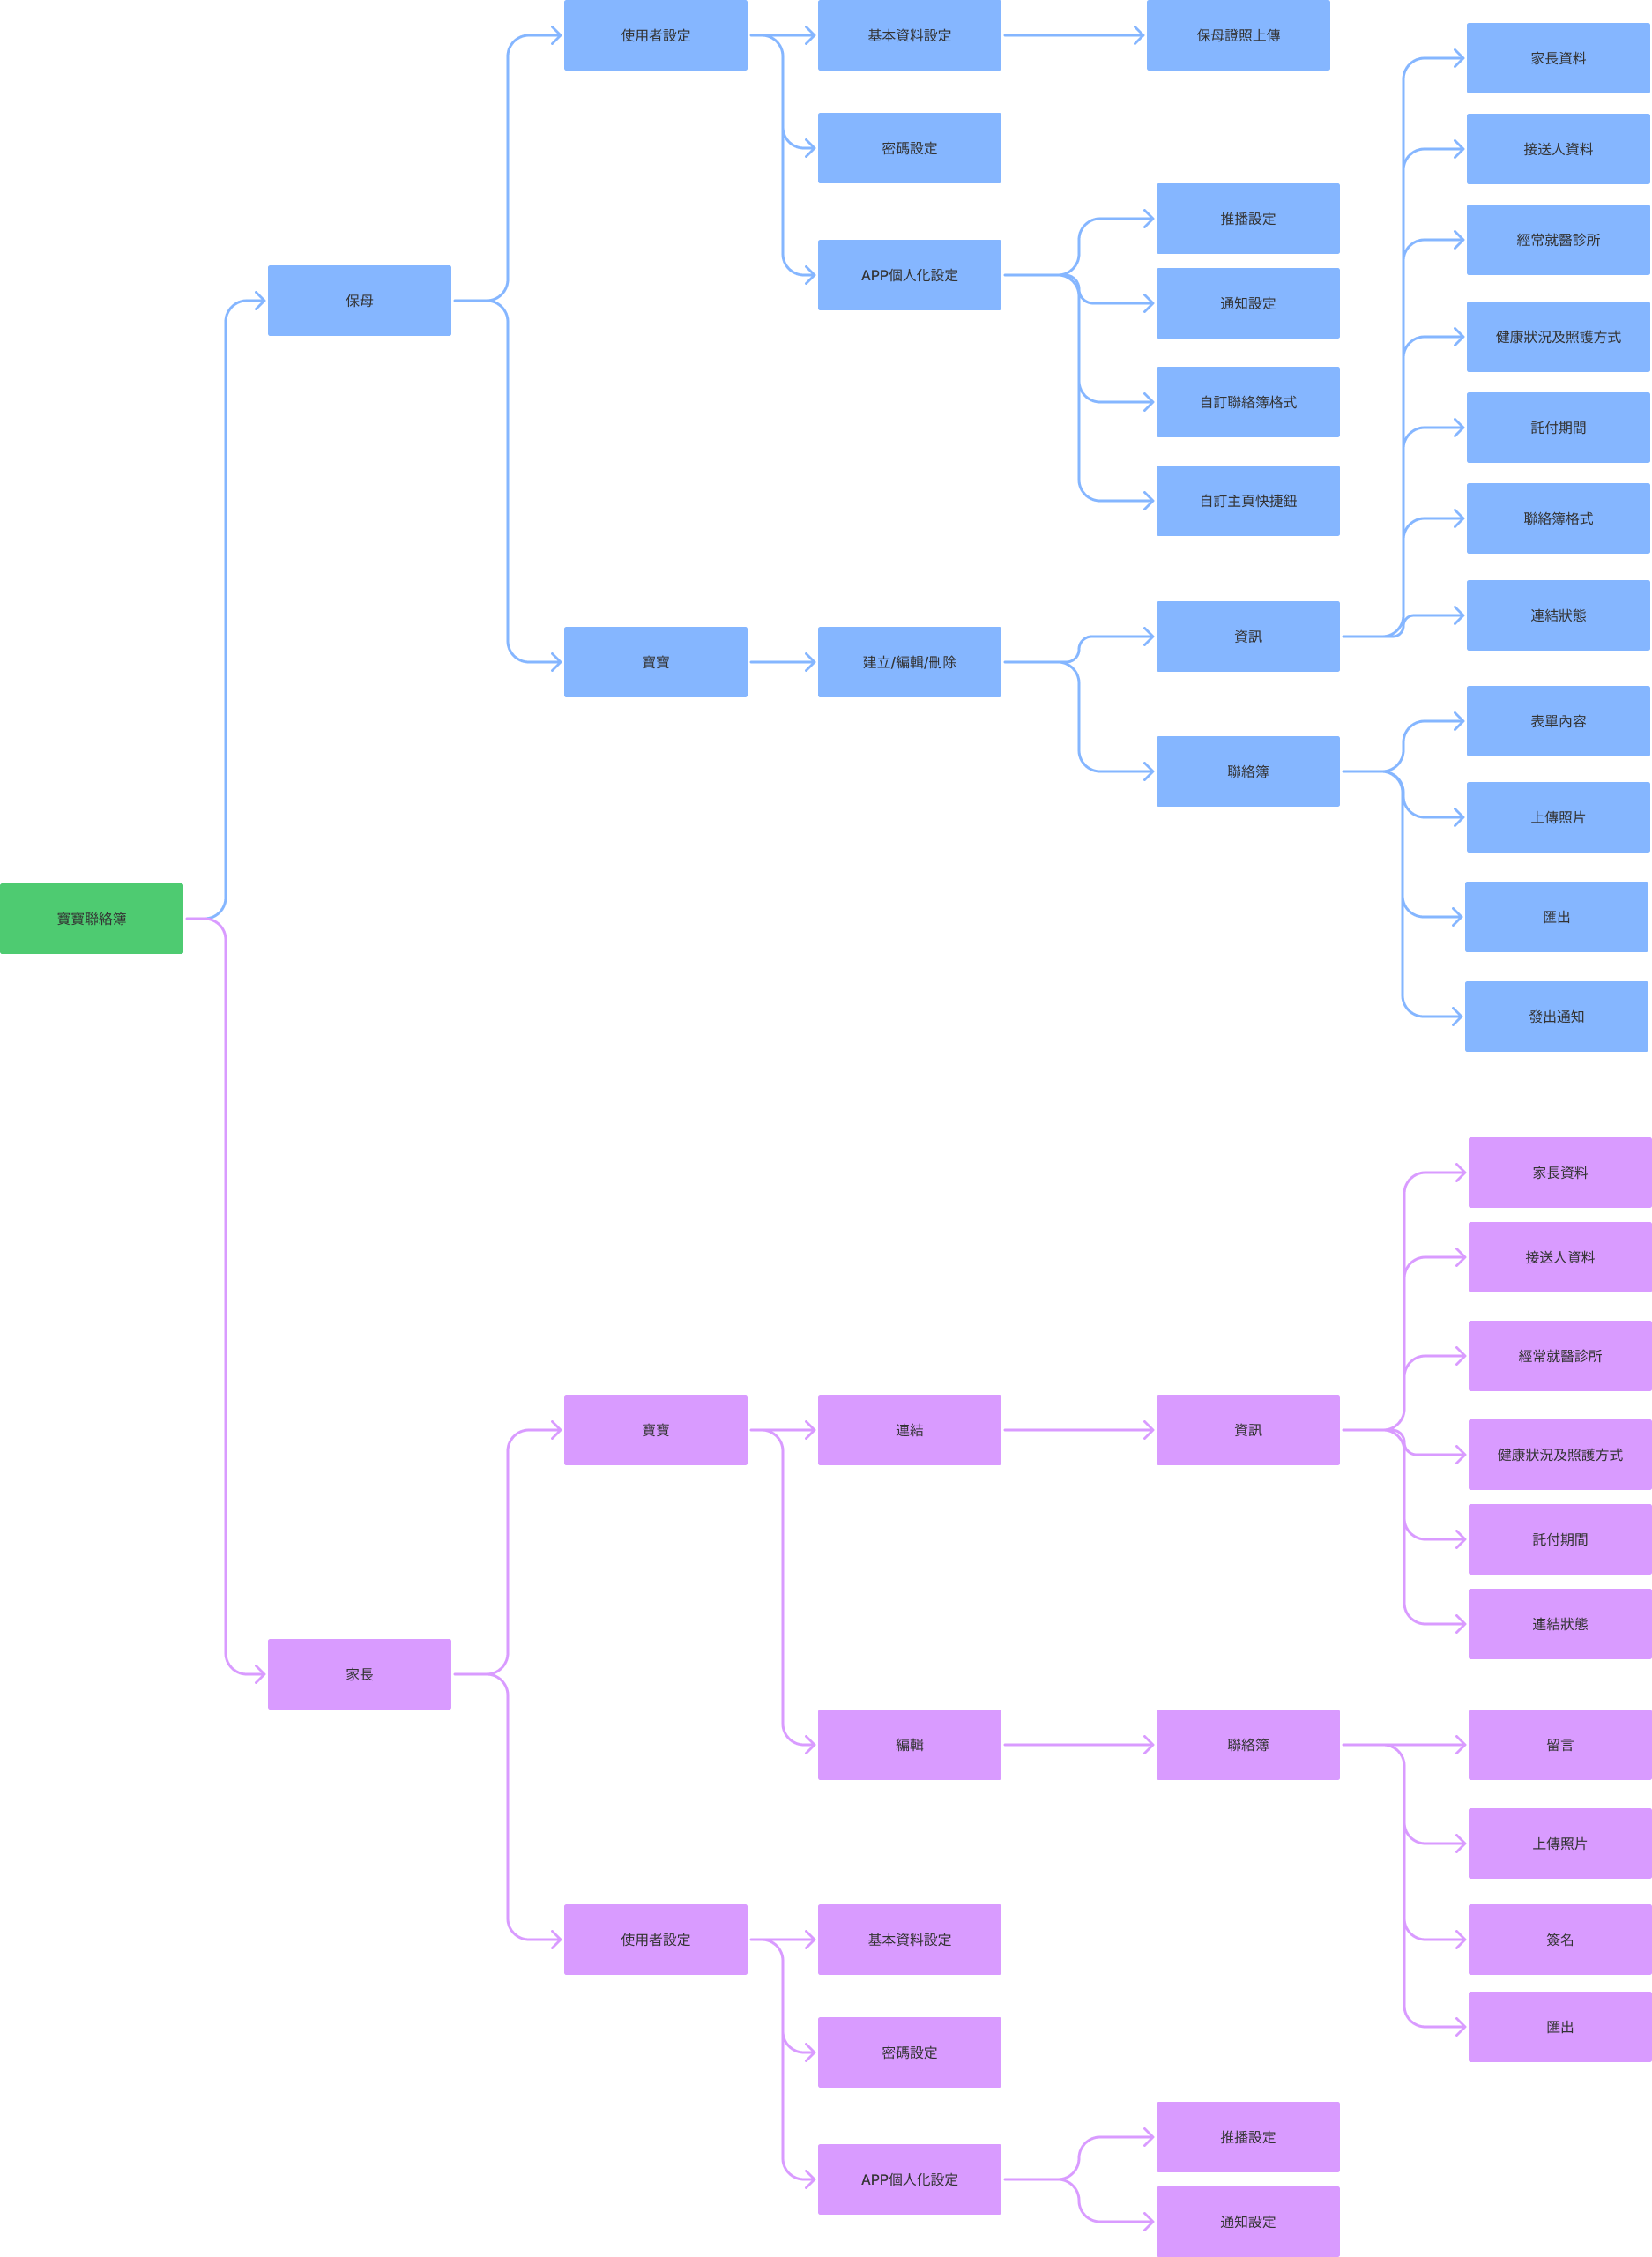 使用者設定
基本資料設定
保母證照上傳
家長資料
密碼設定
接送人資料
推播設定
經常就醫診所
APP個人化設定
保母
通知設定
健康狀況及照護方式
自訂聯絡簿格式
託付期間
自訂主頁快捷鈕
聯絡簿格式
連結狀態
資訊
寶寶
建立/編輯/刪除
表單內容
聯絡簿
上傳照片
寶寶聯絡簿
匯出
發出通知
家長資料
接送人資料
經常就醫診所
寶寶
連結
資訊
健康狀況及照護方式
託付期間
連結狀態
家長
編輯
聯絡簿
留言
上傳照片
使用者設定
基本資料設定
簽名
匯出
密碼設定
推播設定
APP個人化設定
通知設定